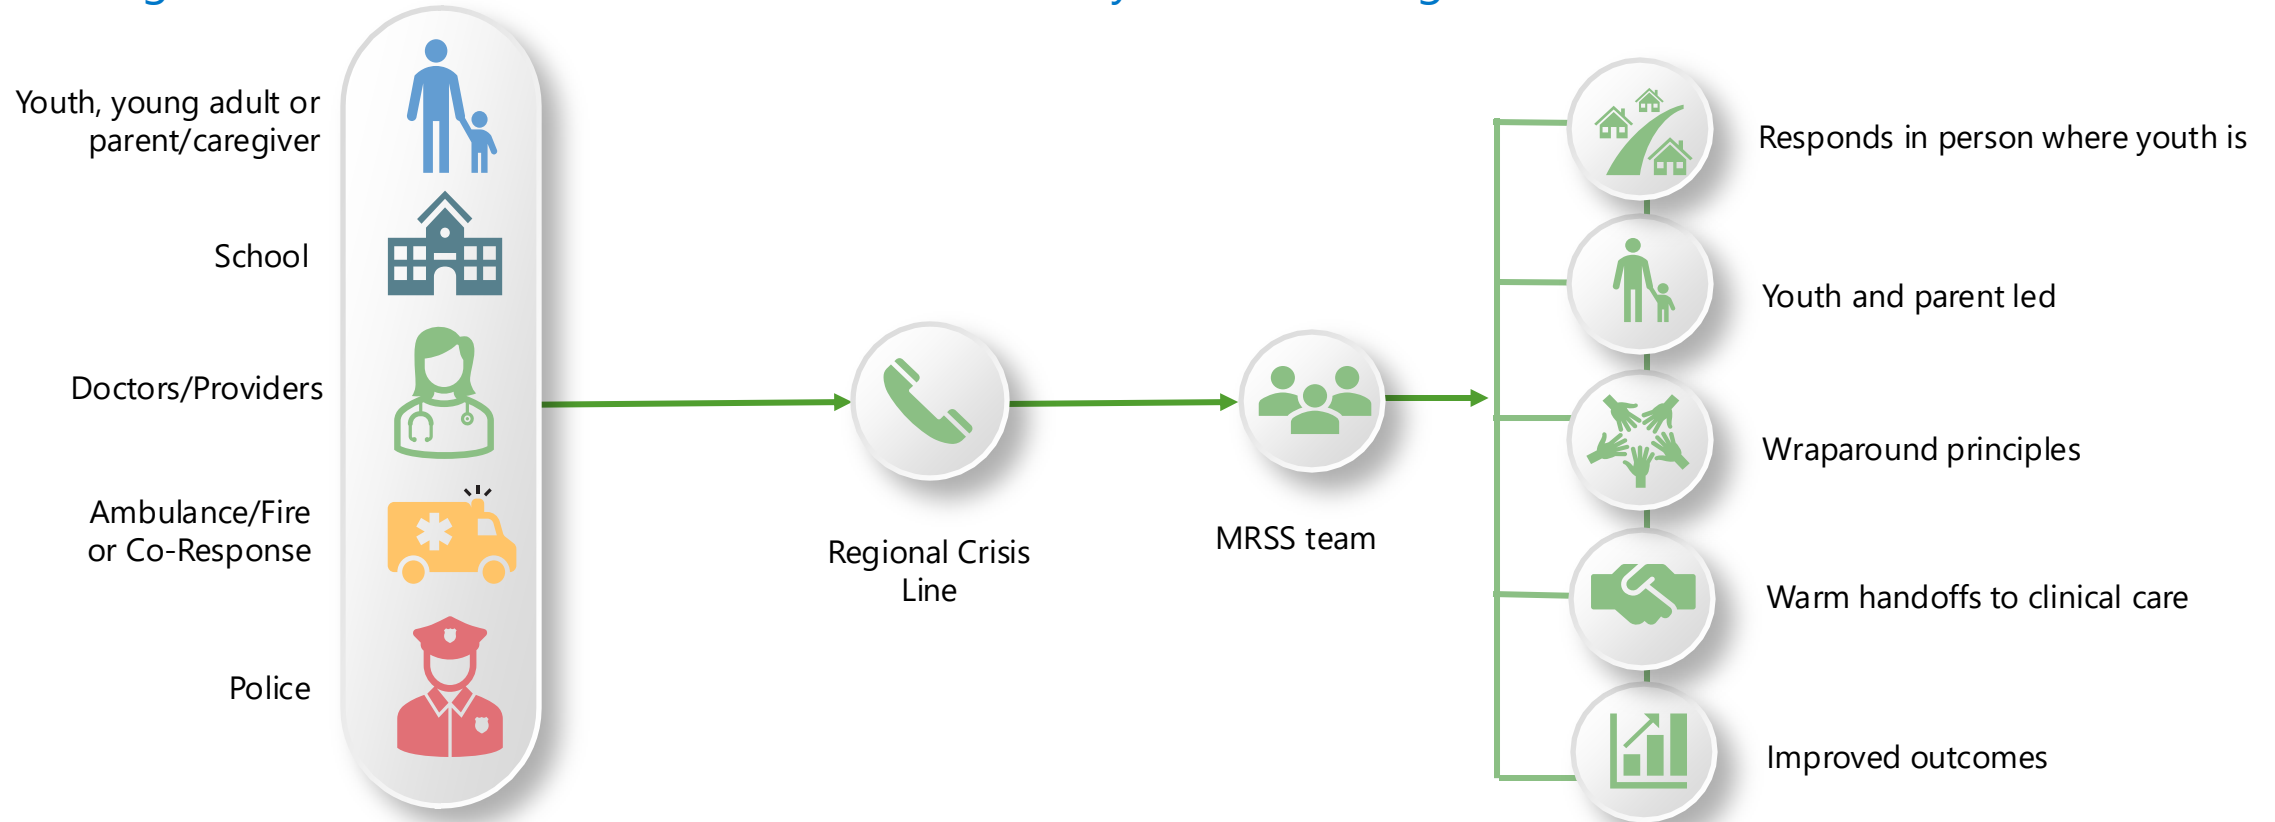 Youth, young adult or
parent/caregiver
School
Doctors/Providers
Ambulance/Fire
or Co-Response
Police
Regional Crisis
Line
MRSS team
Responds in person where youth is
Youth and parent led
Wraparound principles
Warm handoffs to clinical care
Improved outcomes